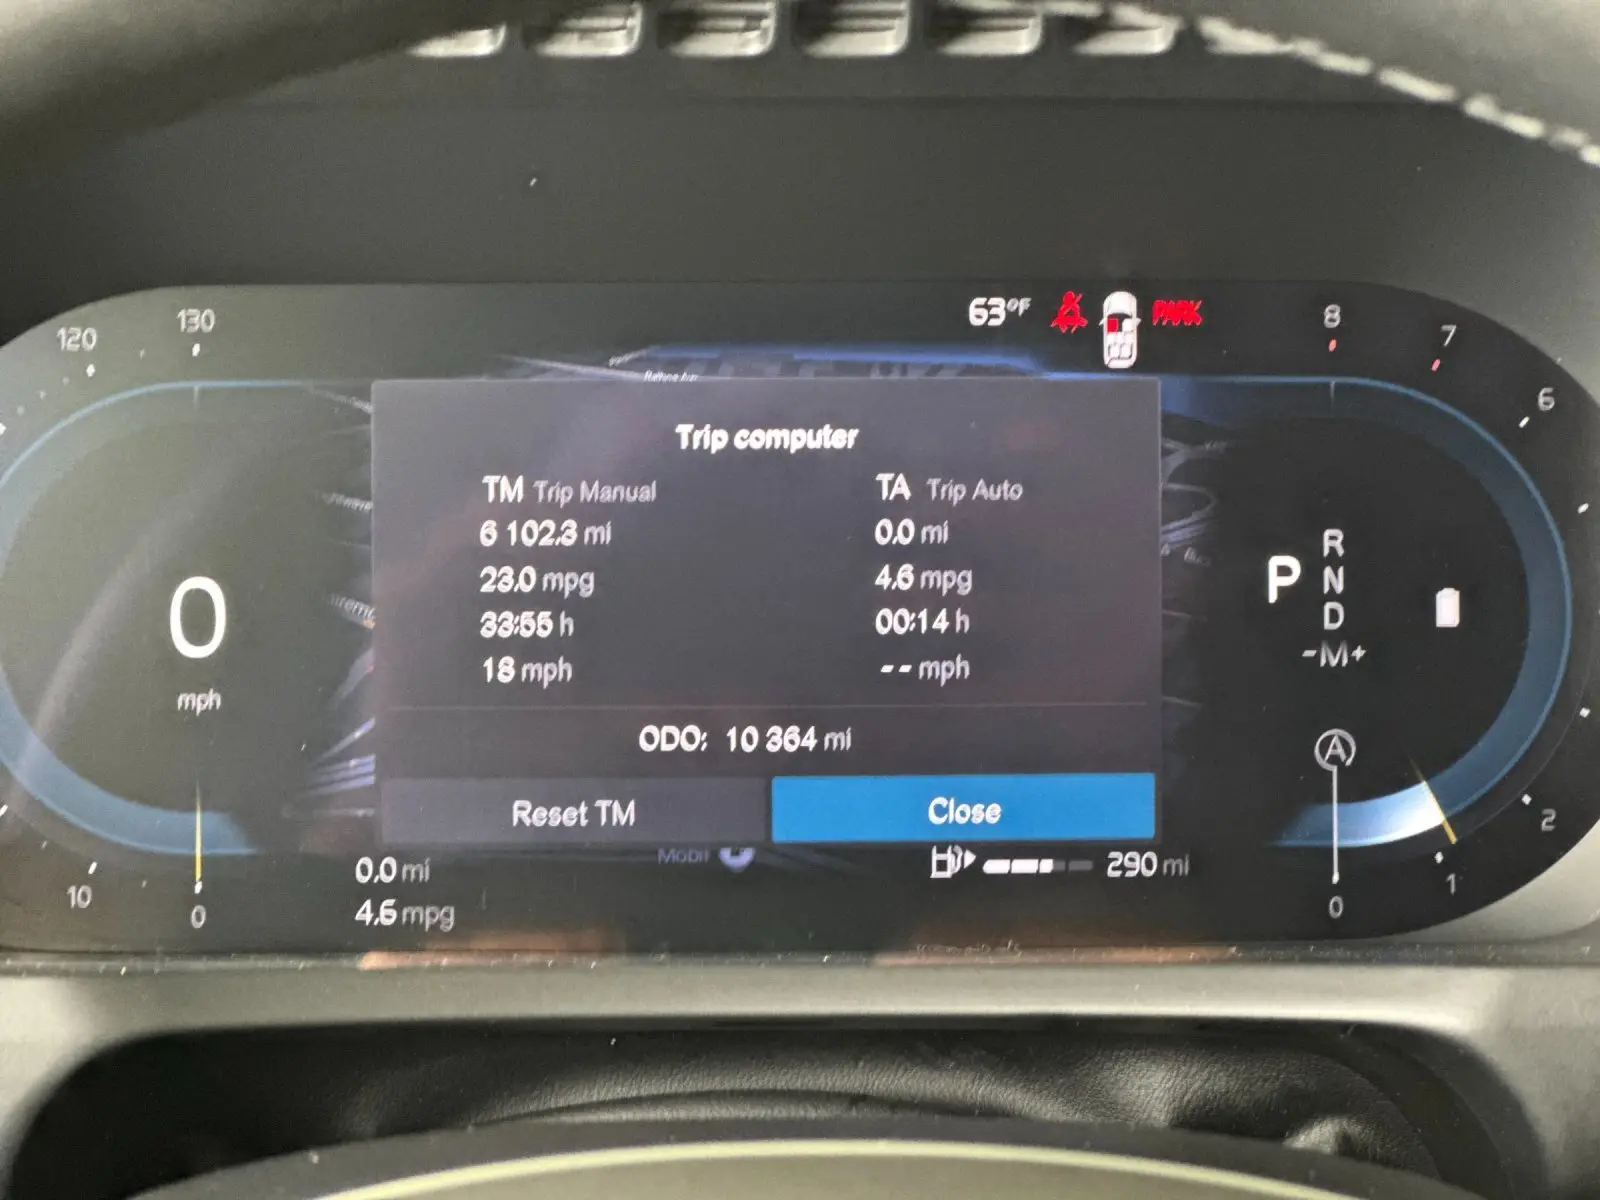 120
130
63°F
PARK
8
7
6
Trip computer
TM Trip Manual
6 102.3 mi
23.0 mpg
33:55 h
18 mph
TA Trip Auto
0.0 mi
4.6 mpg
00:14 h
-- mph
ODO: 10 364 mi
Reset TM
Close
0
mph
P
R
N
D
-M+
A
Mobil
290 mi
0.0 mi
4.6 mpg
10
0
0
1
2